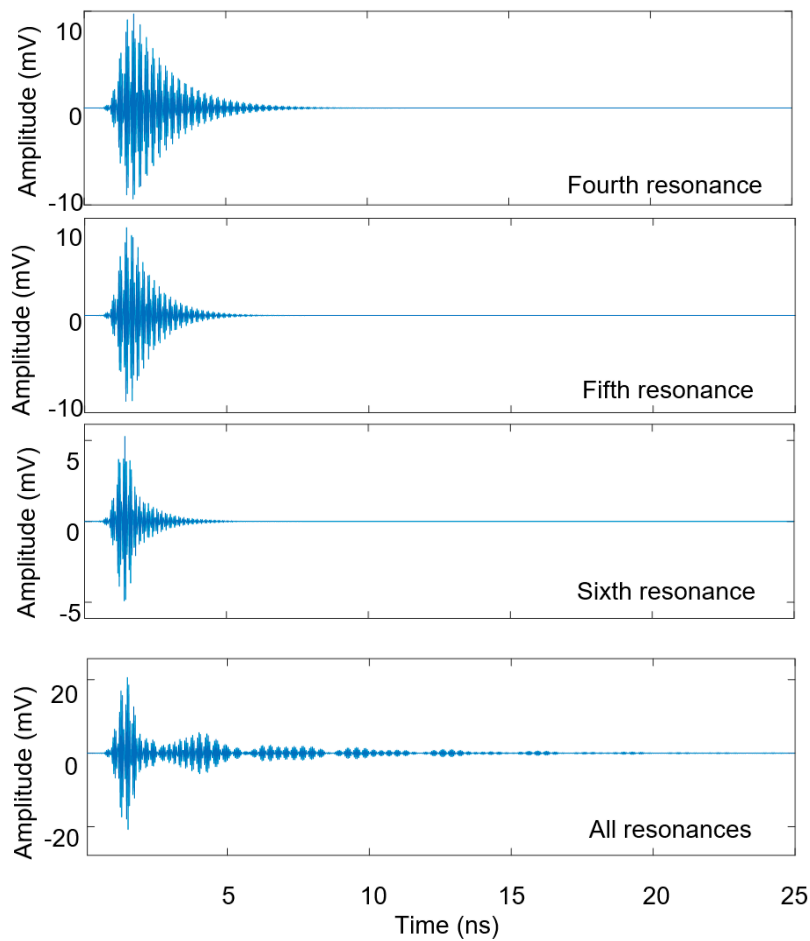 Amplitude (mV)
10
0
-10
Fourth resonance
Amplitude (mV)
10
0
-10
Fifth resonance
Amplitude (mV)
5
0
-5
Sixth resonance
Amplitude (mV)
20
0
-20
All resonances
5 10 15 20 25
Time (ns)